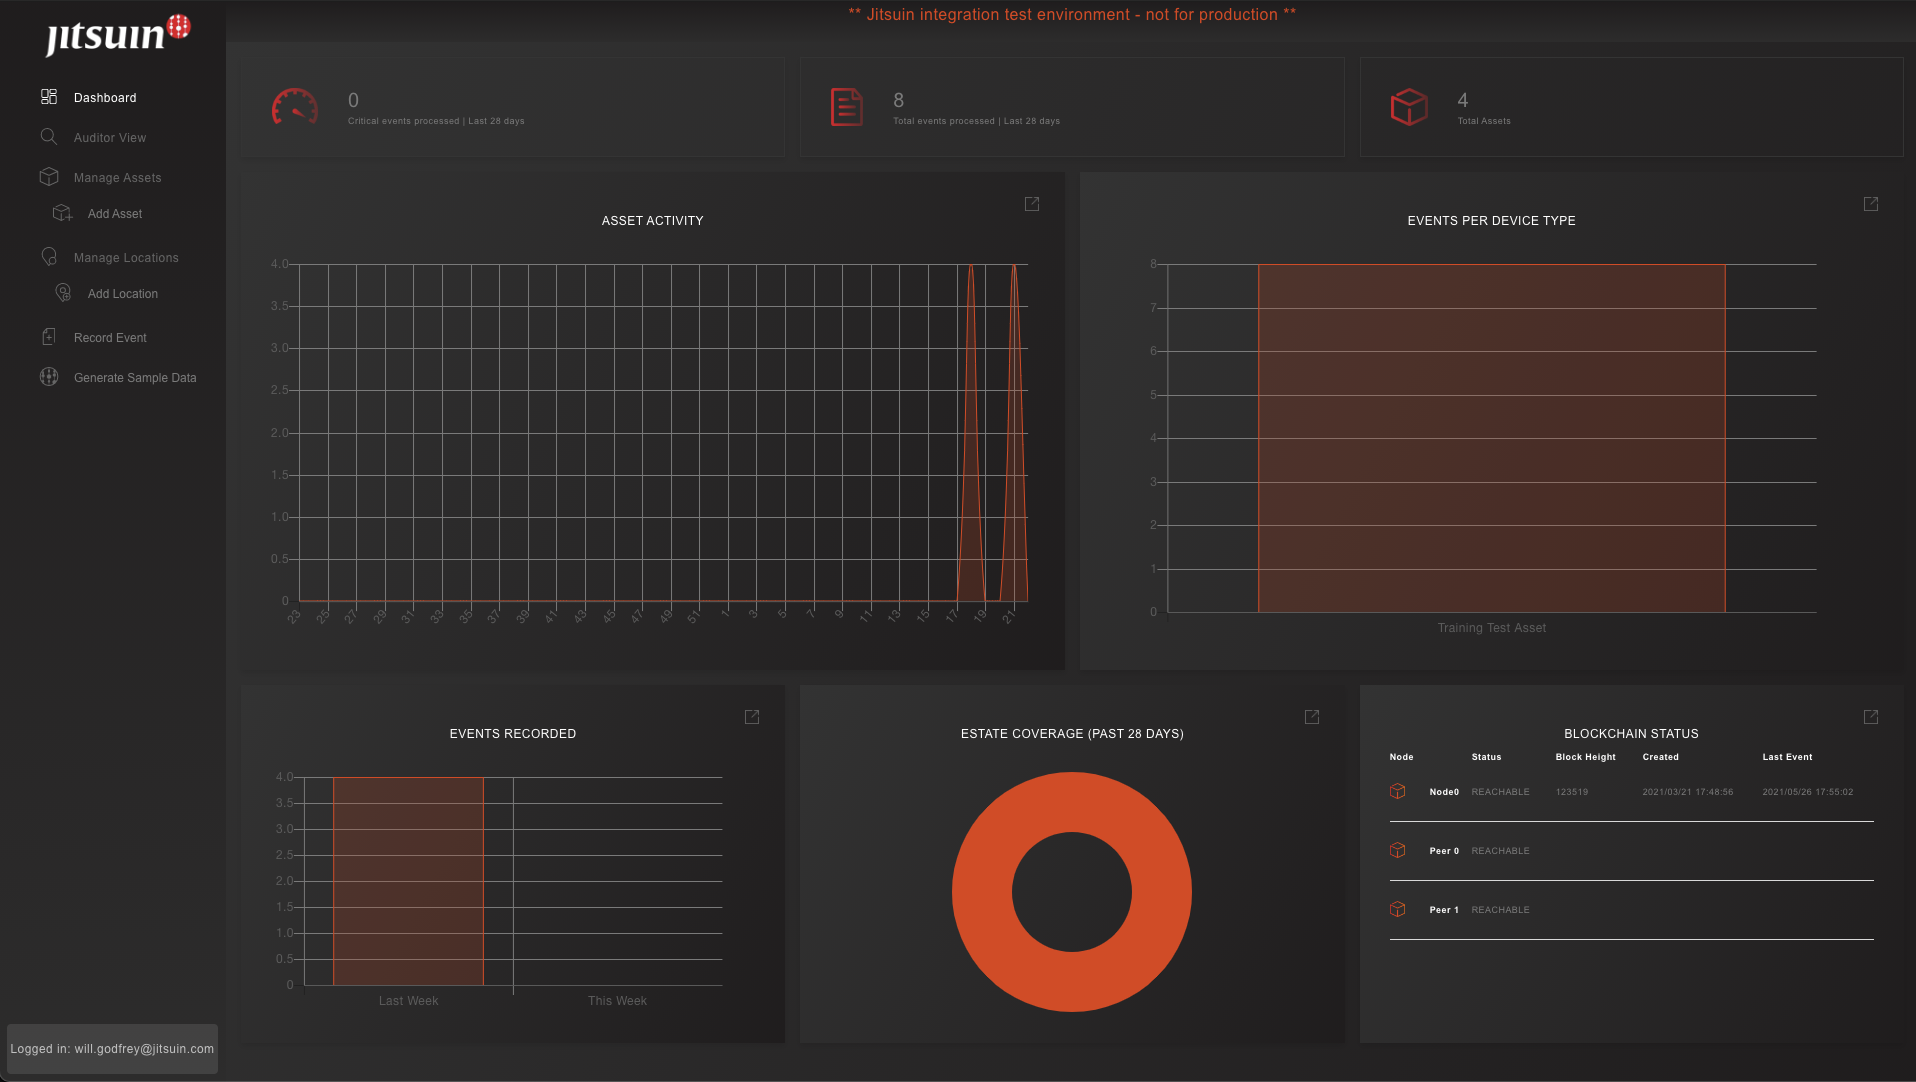 ** Jitsuin integration test environment - not for production **
jitsuin
Dashboard
Auditor View
Manage Assets
Add Asset
Manage Locations
Add Location
Record Event
Generate Sample Data
Logged in: will.godfrey@jitsuin.com
0
Critical events processed | Last 28 days
8
Total events processed | Last 28 days
4
Total Assets
ASSET ACTIVITY
4.0
3.5
3.0
2.5
2.0
1.5
1.0
0.5
0
23 25 27 29 31 33 35 37 39 41 43 45 47 49 51 1 3 5 7 9 11 13 15 17 19 21
EVENTS PER DEVICE TYPE
8
7
6
5
4
3
2
1
0
Training Test Asset
EVENTS RECORDED
4.0
3.5
3.0
2.5
2.0
1.5
1.0
0.5
0
Last Week This Week
ESTATE COVERAGE (PAST 28 DAYS)
BLOCKCHAIN STATUS
Node Status Block Height Created Last Event
Node0 REACHABLE 123519 2021/03/21 17:48:56 2021/05/26 17:55:02
Peer 0 REACHABLE
Peer 1 REACHABLE